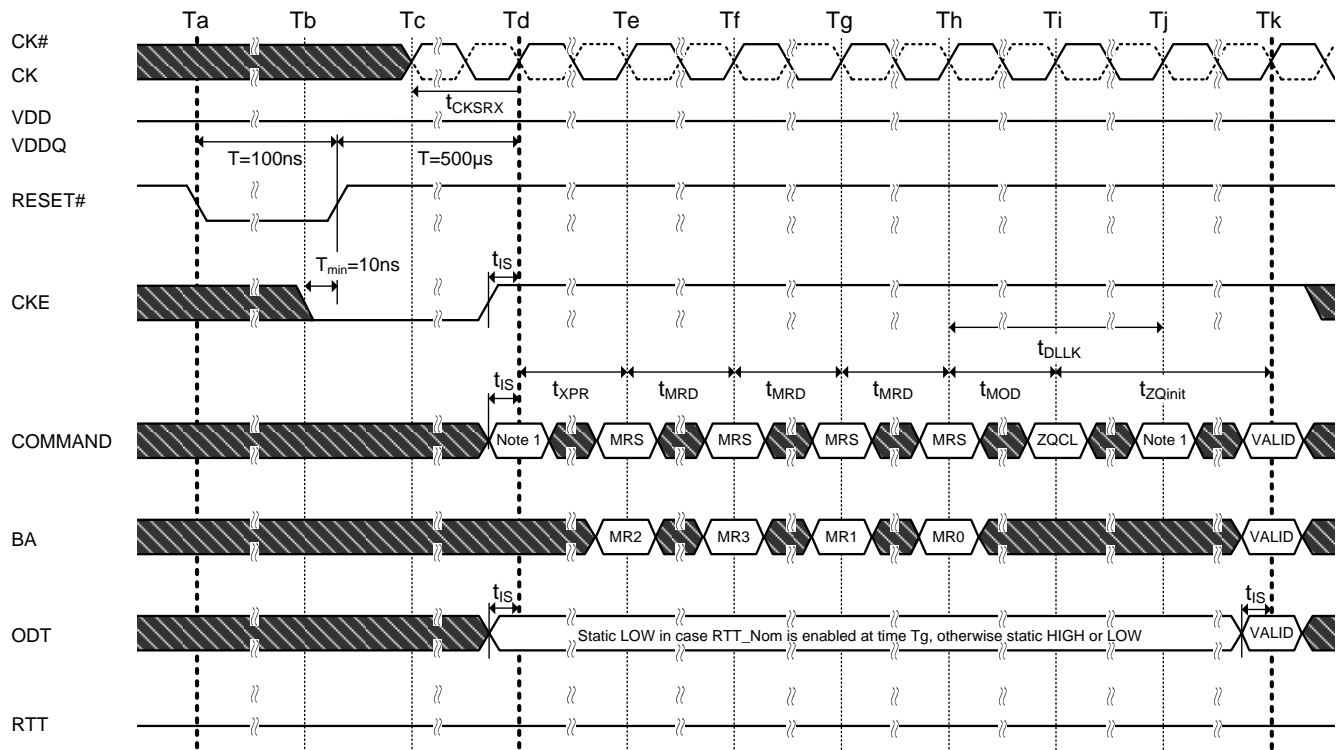 Ta Tb Tc Td Te Tf Tg Th Ti Tj Tk
CK#
CK
tCKSRX
VDD
VDDQ
T=100ns T=500µs
RESET#
Tmin=10ns
tIS
CKE
tDLLK
tIS
tXPR tMRD tMRD tMRD tMOD tZQinit
COMMAND Note 1 MRS MRS MRS MRS ZQCL Note 1 VALID
BA MR2 MR3 MR1 MR0 VALID
tIS tIS
ODT Static LOW in case RTT_Nom is enabled at time Tg, otherwise static HIGH or LOW VALID
RTT